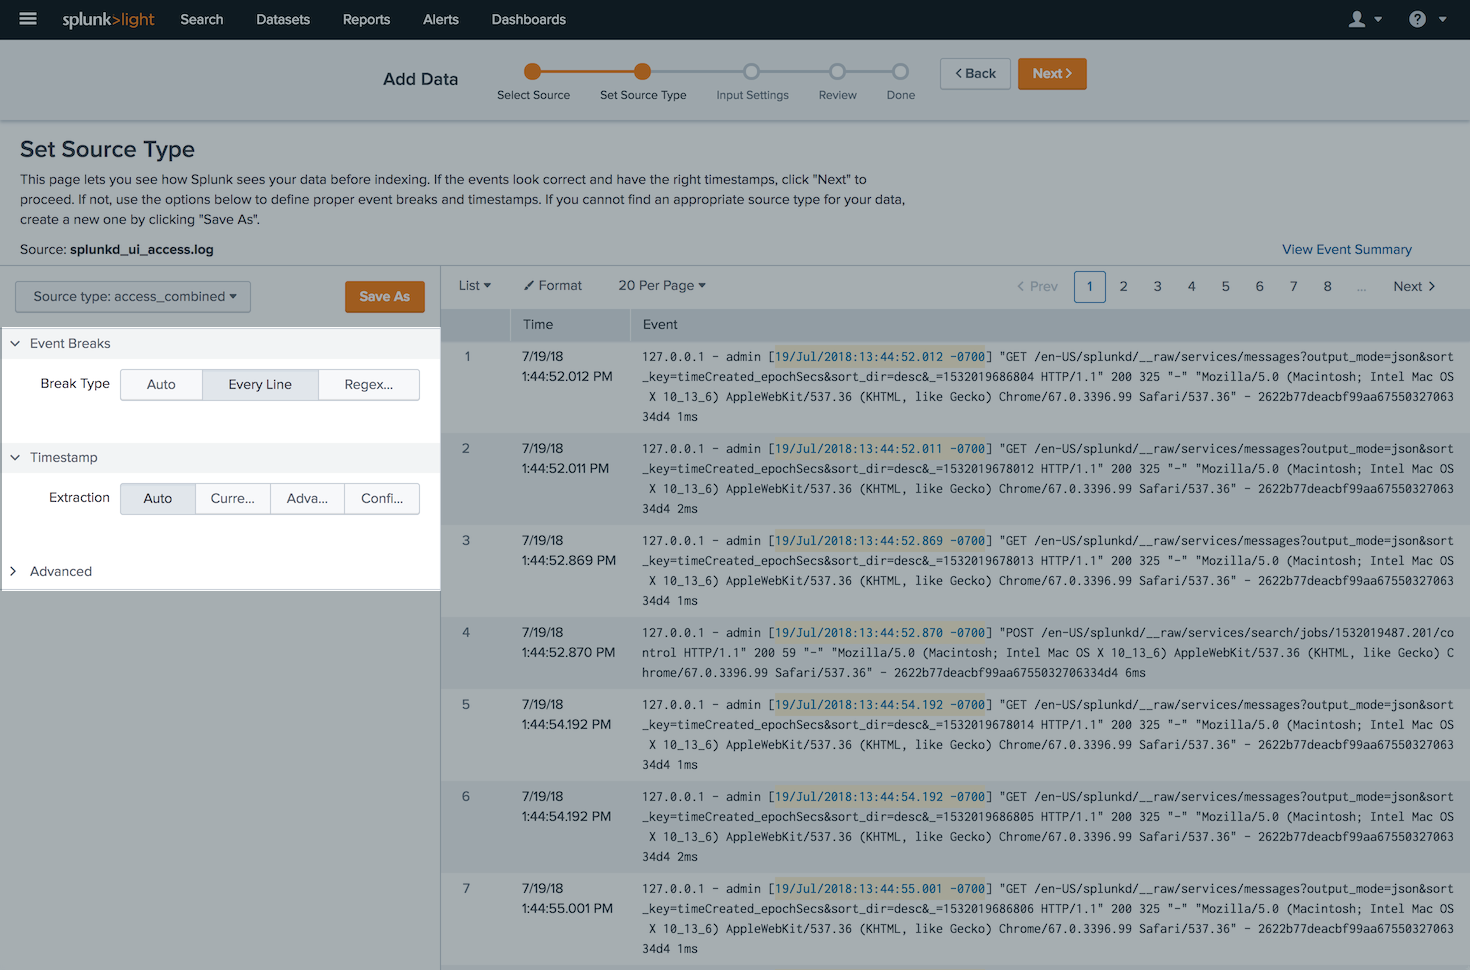 splunk>light Search Datasets Reports Alerts Dashboards
Add Data
Select Source Set Source Type Input Settings Review Done
Back Next
Set Source Type
This page lets you see how Splunk sees your data before indexing. If the events look correct and have the right timestamps, click "Next" to
proceed. If not, use the options below to define proper event breaks and timestamps. If you cannot find an appropriate source type for your data,
create a new one by clicking "Save As".
Source: splunkd_ui_access.log
View Event Summary
Source type: access_combined
Save As
Event Breaks
Break Type Auto Every Line Regex...
Timestamp
Extraction Auto Curre... Adva... Confi...
Advanced
List Format 20 Per Page Prev 1 2 3 4 5 6 7 8 ... Next
Time Event
1 7/19/18 127.0.0.1 - admin [19/Jul/2018:13:44:52.012 -0700] "GET /en-US/splunkd/__raw/services/messages?output_mode=json&sort
1:44:52.012 PM _key=timeCreated_epochSecs&sort_dir=desc&_=1532019686804 HTTP/1.1" 200 325 "-" "Mozilla/5.0 (Macintosh; Intel Mac OS
X 10_13_6) AppleWebKit/537.36 (KHTML, like Gecko) Chrome/67.0.3396.99 Safari/537.36" - 2622b77deacbf99aa67550327063
34d4 1ms
2 7/19/18 127.0.0.1 - admin [19/Jul/2018:13:44:52.011 -0700] "GET /en-US/splunkd/__raw/services/messages?output_mode=json&sort
1:44:52.011 PM _key=timeCreated_epochSecs&sort_dir=desc&_=1532019678012 HTTP/1.1" 200 325 "-" "Mozilla/5.0 (Macintosh; Intel Mac OS
X 10_13_6) AppleWebKit/537.36 (KHTML, like Gecko) Chrome/67.0.3396.99 Safari/537.36" - 2622b77deacbf99aa67550327063
34d4 2ms
3 7/19/18 127.0.0.1 - admin [19/Jul/2018:13:44:52.869 -0700] "GET /en-US/splunkd/__raw/services/messages?output_mode=json&sort
1:44:52.869 PM _key=timeCreated_epochSecs&sort_dir=desc&_=1532019678013 HTTP/1.1" 200 325 "-" "Mozilla/5.0 (Macintosh; Intel Mac OS
X 10_13_6) AppleWebKit/537.36 (KHTML, like Gecko) Chrome/67.0.3396.99 Safari/537.36" - 2622b77deacbf99aa67550327063
34d4 1ms
4 7/19/18 127.0.0.1 - admin [19/Jul/2018:13:44:52.870 -0700] "POST /en-US/splunkd/__raw/services/search/jobs/1532019487.201/co
1:44:52.870 PM ntrol HTTP/1.1" 200 59 "-" "Mozilla/5.0 (Macintosh; Intel Mac OS X 10_13_6) AppleWebKit/537.36 (KHTML, like Gecko) C
hrome/67.0.3396.99 Safari/537.36" - 2622b77deacbf99aa6755032706334d4 6ms
5 7/19/18 127.0.0.1 - admin [19/Jul/2018:13:44:54.192 -0700] "GET /en-US/splunkd/__raw/services/messages?output_mode=json&sort
1:44:54.192 PM _key=timeCreated_epochSecs&sort_dir=desc&_=1532019678014 HTTP/1.1" 200 325 "-" "Mozilla/5.0 (Macintosh; Intel Mac OS
X 10_13_6) AppleWebKit/537.36 (KHTML, like Gecko) Chrome/67.0.3396.99 Safari/537.36" - 2622b77deacbf99aa67550327063
34d4 1ms
6 7/19/18 127.0.0.1 - admin [19/Jul/2018:13:44:54.192 -0700] "GET /en-US/splunkd/__raw/services/messages?output_mode=json&sort
1:44:54.192 PM _key=timeCreated_epochSecs&sort_dir=desc&_=1532019686805 HTTP/1.1" 200 325 "-" "Mozilla/5.0 (Macintosh; Intel Mac OS
X 10_13_6) AppleWebKit/537.36 (KHTML, like Gecko) Chrome/67.0.3396.99 Safari/537.36" - 2622b77deacbf99aa67550327063
34d4 2ms
7 7/19/18 127.0.0.1 - admin [19/Jul/2018:13:44:55.001 -0700] "GET /en-US/splunkd/__raw/services/messages?output_mode=json&sort
1:44:55.001 PM _key=timeCreated_epochSecs&sort_dir=desc&_=1532019686806 HTTP/1.1" 200 325 "-" "Mozilla/5.0 (Macintosh; Intel Mac OS
X 10_13_6) AppleWebKit/537.36 (KHTML, like Gecko) Chrome/67.0.3396.99 Safari/537.36" - 2622b77deacbf99aa67550327063
34d4 1ms